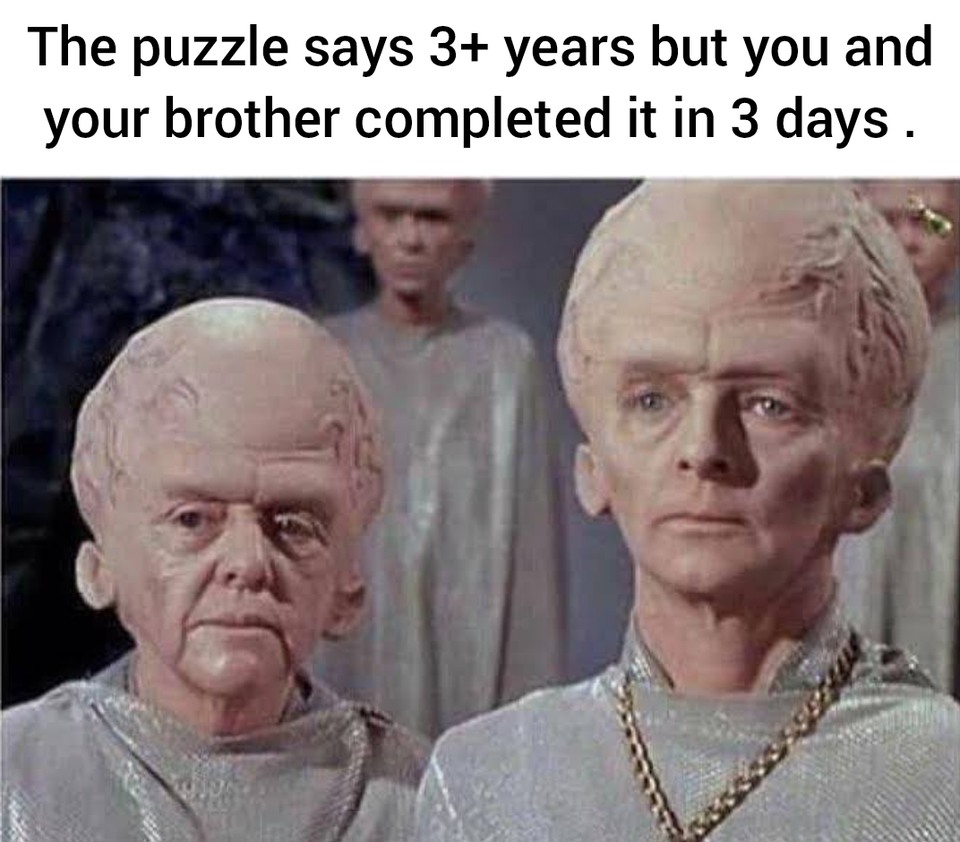 The puzzle says 3+ years but you and
your brother completed it in 3 days .